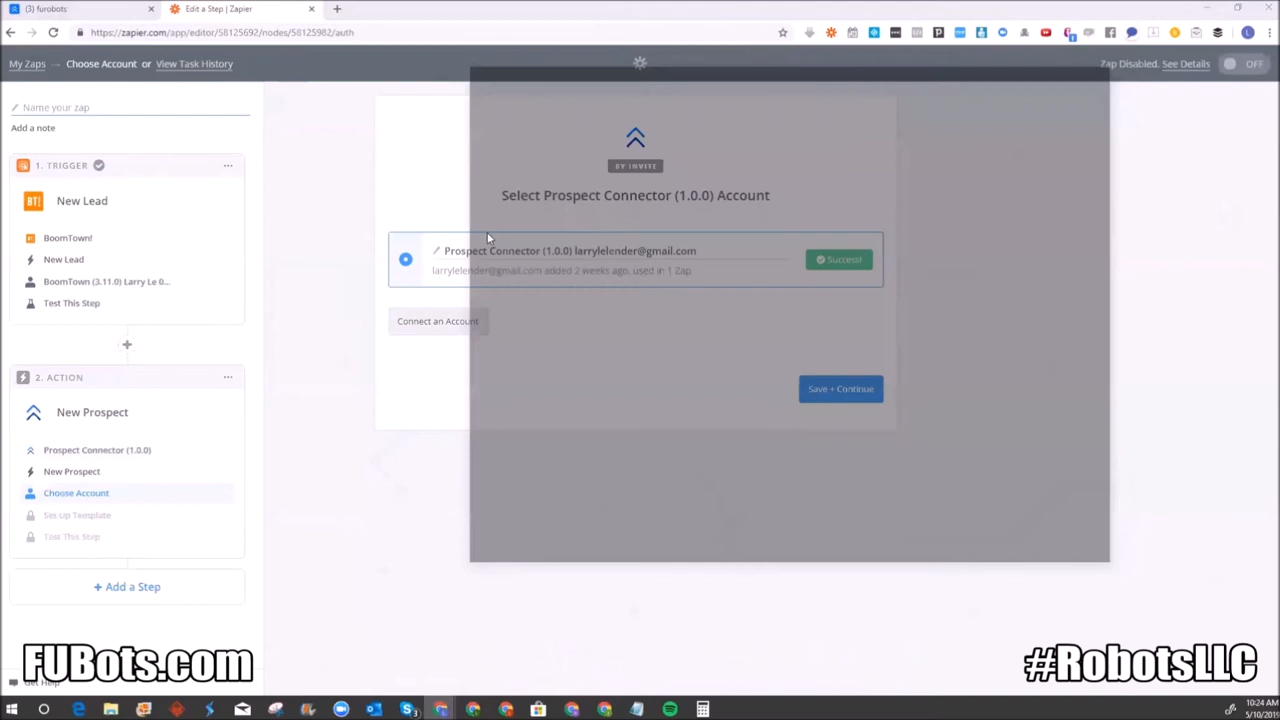 (3) furobots
Edit a Step | Zapier
https://zapier.com/app/editor/58125692/nodes/58125982/auth
My Zaps
Choose Account or View Task History
Zap Disabled. See Details
OFF
Name your zap
Add a note
1. TRIGGER
BT!
New Lead
BoomTown!
New Lead
BoomTown (3.11.0) Larry Le 0...
Test This Step
2. ACTION
New Prospect
Prospect Connector (1.0.0)
New Prospect
Choose Account
Set Up Template
Test This Step
+ Add a Step
Get Help
BY INVITE
Select Prospect Connector (1.0.0) Account
Prospect Connector (1.0.0) larrylelender@gmail.com
larrylelender@gmail.com added 2 weeks ago, used in 1 Zap
Success!
Connect an Account
Save + Continue
FUBots.com
#RobotsLLC
10:24 AM